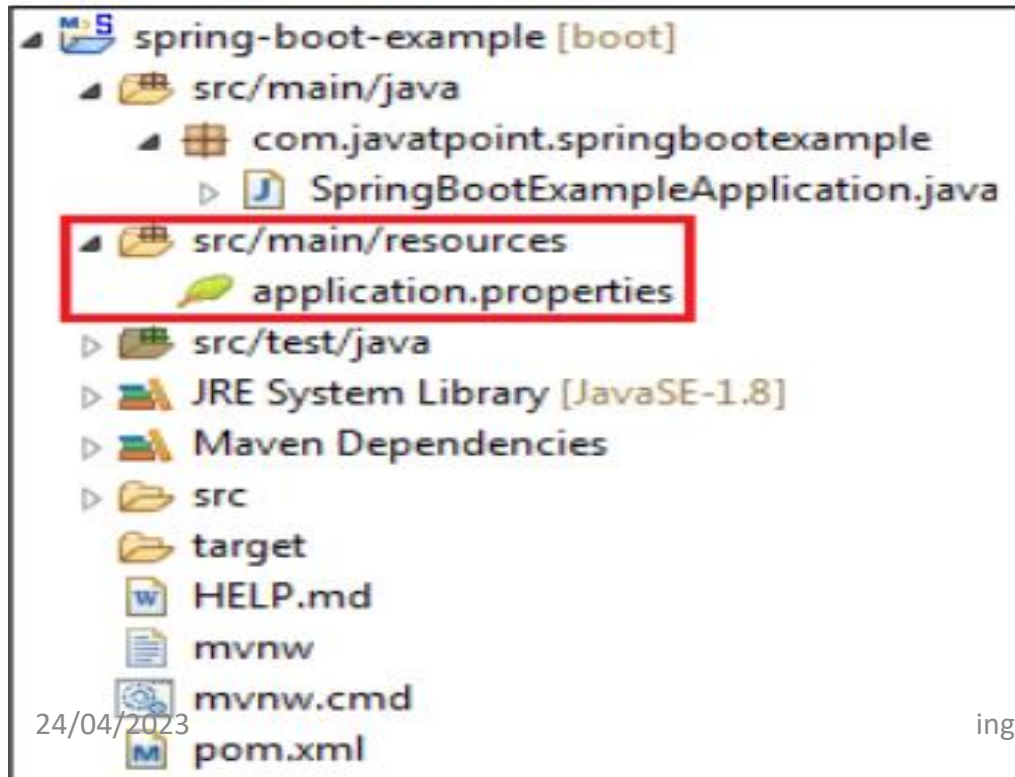 spring-boot-example [boot]
src/main/java
com.javatpoint.springbootexample
SpringBootExampleApplication.java
src/main/resources
application.properties
src/test/java
JRE System Library [JavaSE-1.8]
Maven Dependencies
src
target
HELP.md
mvnw
mvnw.cmd
24/04/2023 ing
pom.xml